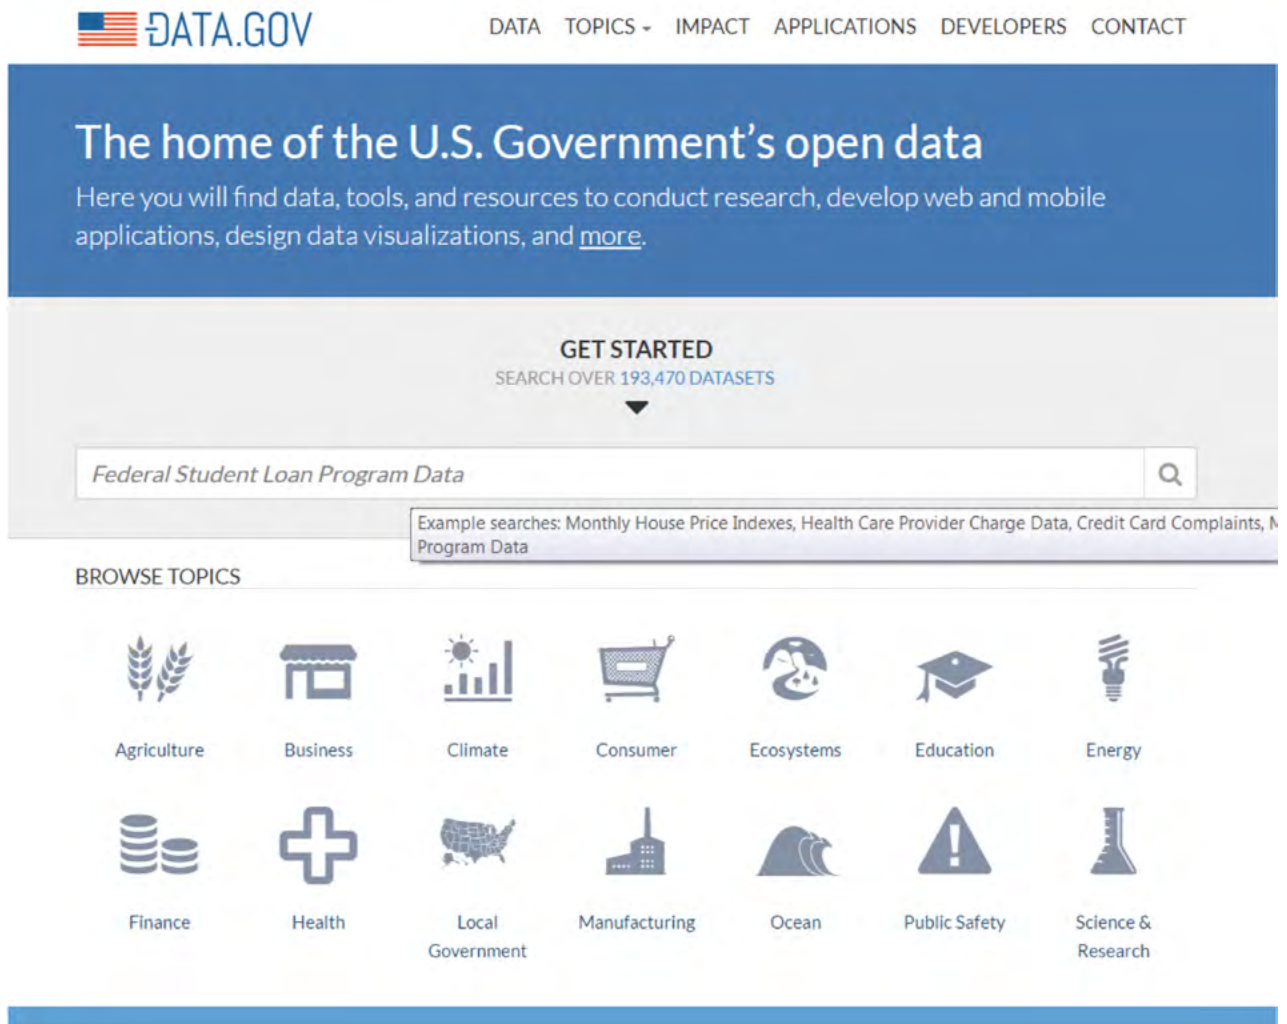 DATA.GOV
DATA TOPICS IMPACT APPLICATIONS DEVELOPERS CONTACT
The home of the U.S. Government's open data
Here you will find data, tools, and resources to conduct research, develop web and mobile
applications, design data visualizations, and more.
GET STARTED
SEARCH OVER 193,470 DATASETS
Federal Student Loan Program Data
Example searches: Monthly House Price Indexes, Health Care Provider Charge Data, Credit Card Complaints,
Program Data
BROWSE TOPICS
Agriculture Business Climate Consumer Ecosystems Education Energy
Finance Health Local Manufacturing Ocean Public Safety Science &
Government Research